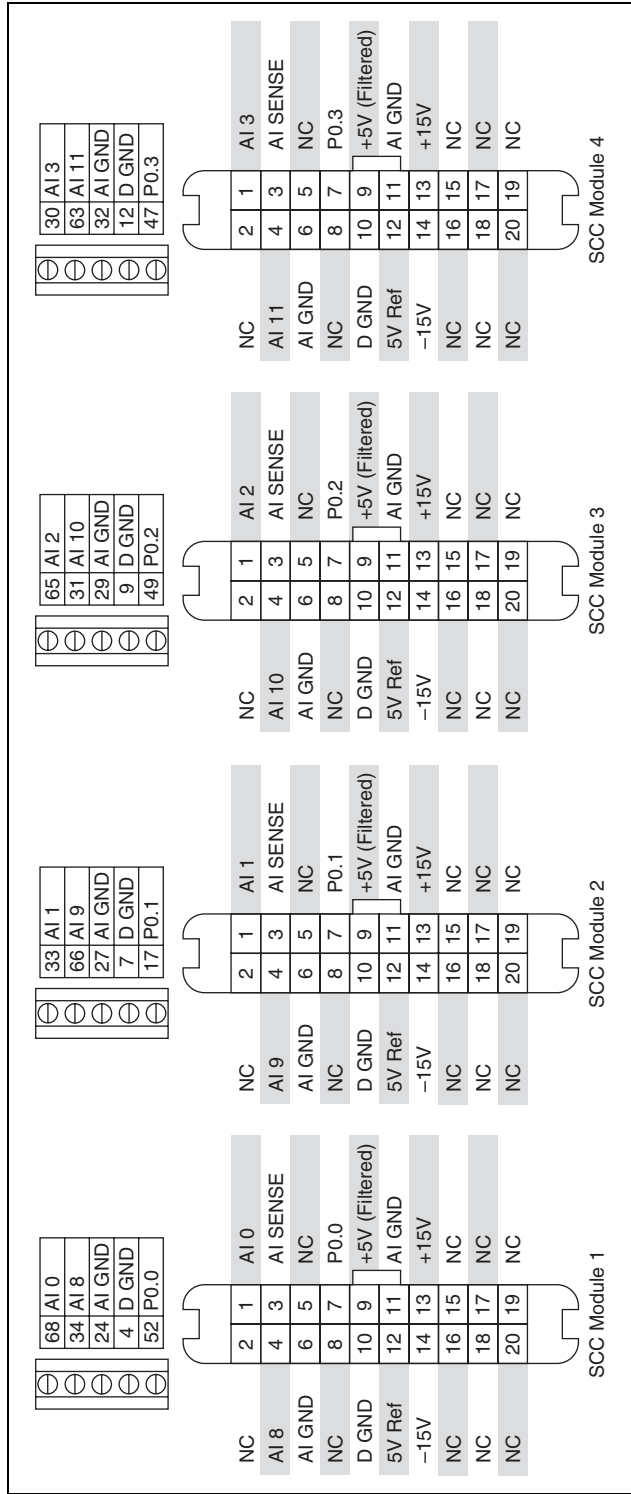 68 AI 0
34 AI 8
24 AI GND
4 D GND
52 P0.0
NC 2 1 AI 0
AI 8 4 3 AI SENSE
AI GND 6 5 NC
NC 8 7 P0.0
D GND 10 9 +5V (Filtered)
5V Ref 12 11 AI GND
–15V 14 13 +15V
NC 16 15 NC
NC 18 17 NC
NC 20 19 NC
SCC Module 1
33 AI 1
66 AI 9
27 AI GND
7 D GND
17 P0.1
NC 2 1 AI 1
AI 9 4 3 AI SENSE
AI GND 6 5 NC
NC 8 7 P0.1
D GND 10 9 +5V (Filtered)
5V Ref 12 11 AI GND
–15V 14 13 +15V
NC 16 15 NC
NC 18 17 NC
NC 20 19 NC
SCC Module 2
65 AI 2
31 AI 10
29 AI GND
9 D GND
49 P0.2
NC 2 1 AI 2
AI 10 4 3 AI SENSE
AI GND 6 5 NC
NC 8 7 P0.2
D GND 10 9 +5V (Filtered)
5V Ref 12 11 AI GND
–15V 14 13 +15V
NC 16 15 NC
NC 18 17 NC
NC 20 19 NC
SCC Module 3
30 AI 3
63 AI 11
32 AI GND
12 D GND
47 P0.3
NC 2 1 AI 3
AI 11 4 3 AI SENSE
AI GND 6 5 NC
NC 8 7 P0.3
D GND 10 9 +5V (Filtered)
5V Ref 12 11 AI GND
–15V 14 13 +15V
NC 16 15 NC
NC 18 17 NC
NC 20 19 NC
SCC Module 4